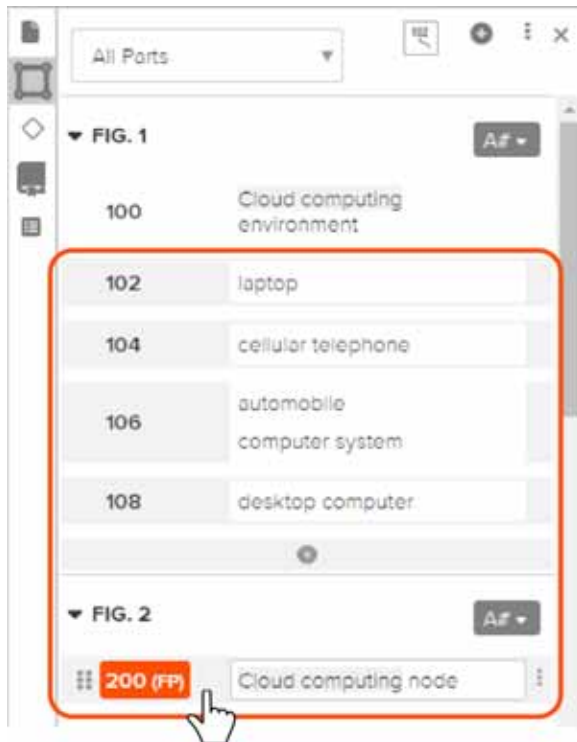 All Parts
FIG. 1
A#
100
Cloud computing
environment
102
laptop
104
cellular telephone
106
automobile
computer system
108
desktop computer
FIG. 2
A#
200 (FP)
Cloud computing node